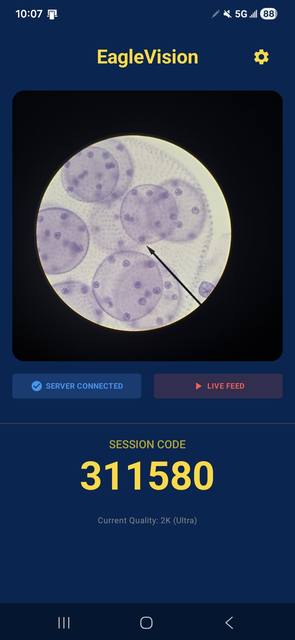 10:07
5G
88
EagleVision
SERVER CONNECTED
LIVE FEED
SESSION CODE
311580
Current Quality: 2K (Ultra)